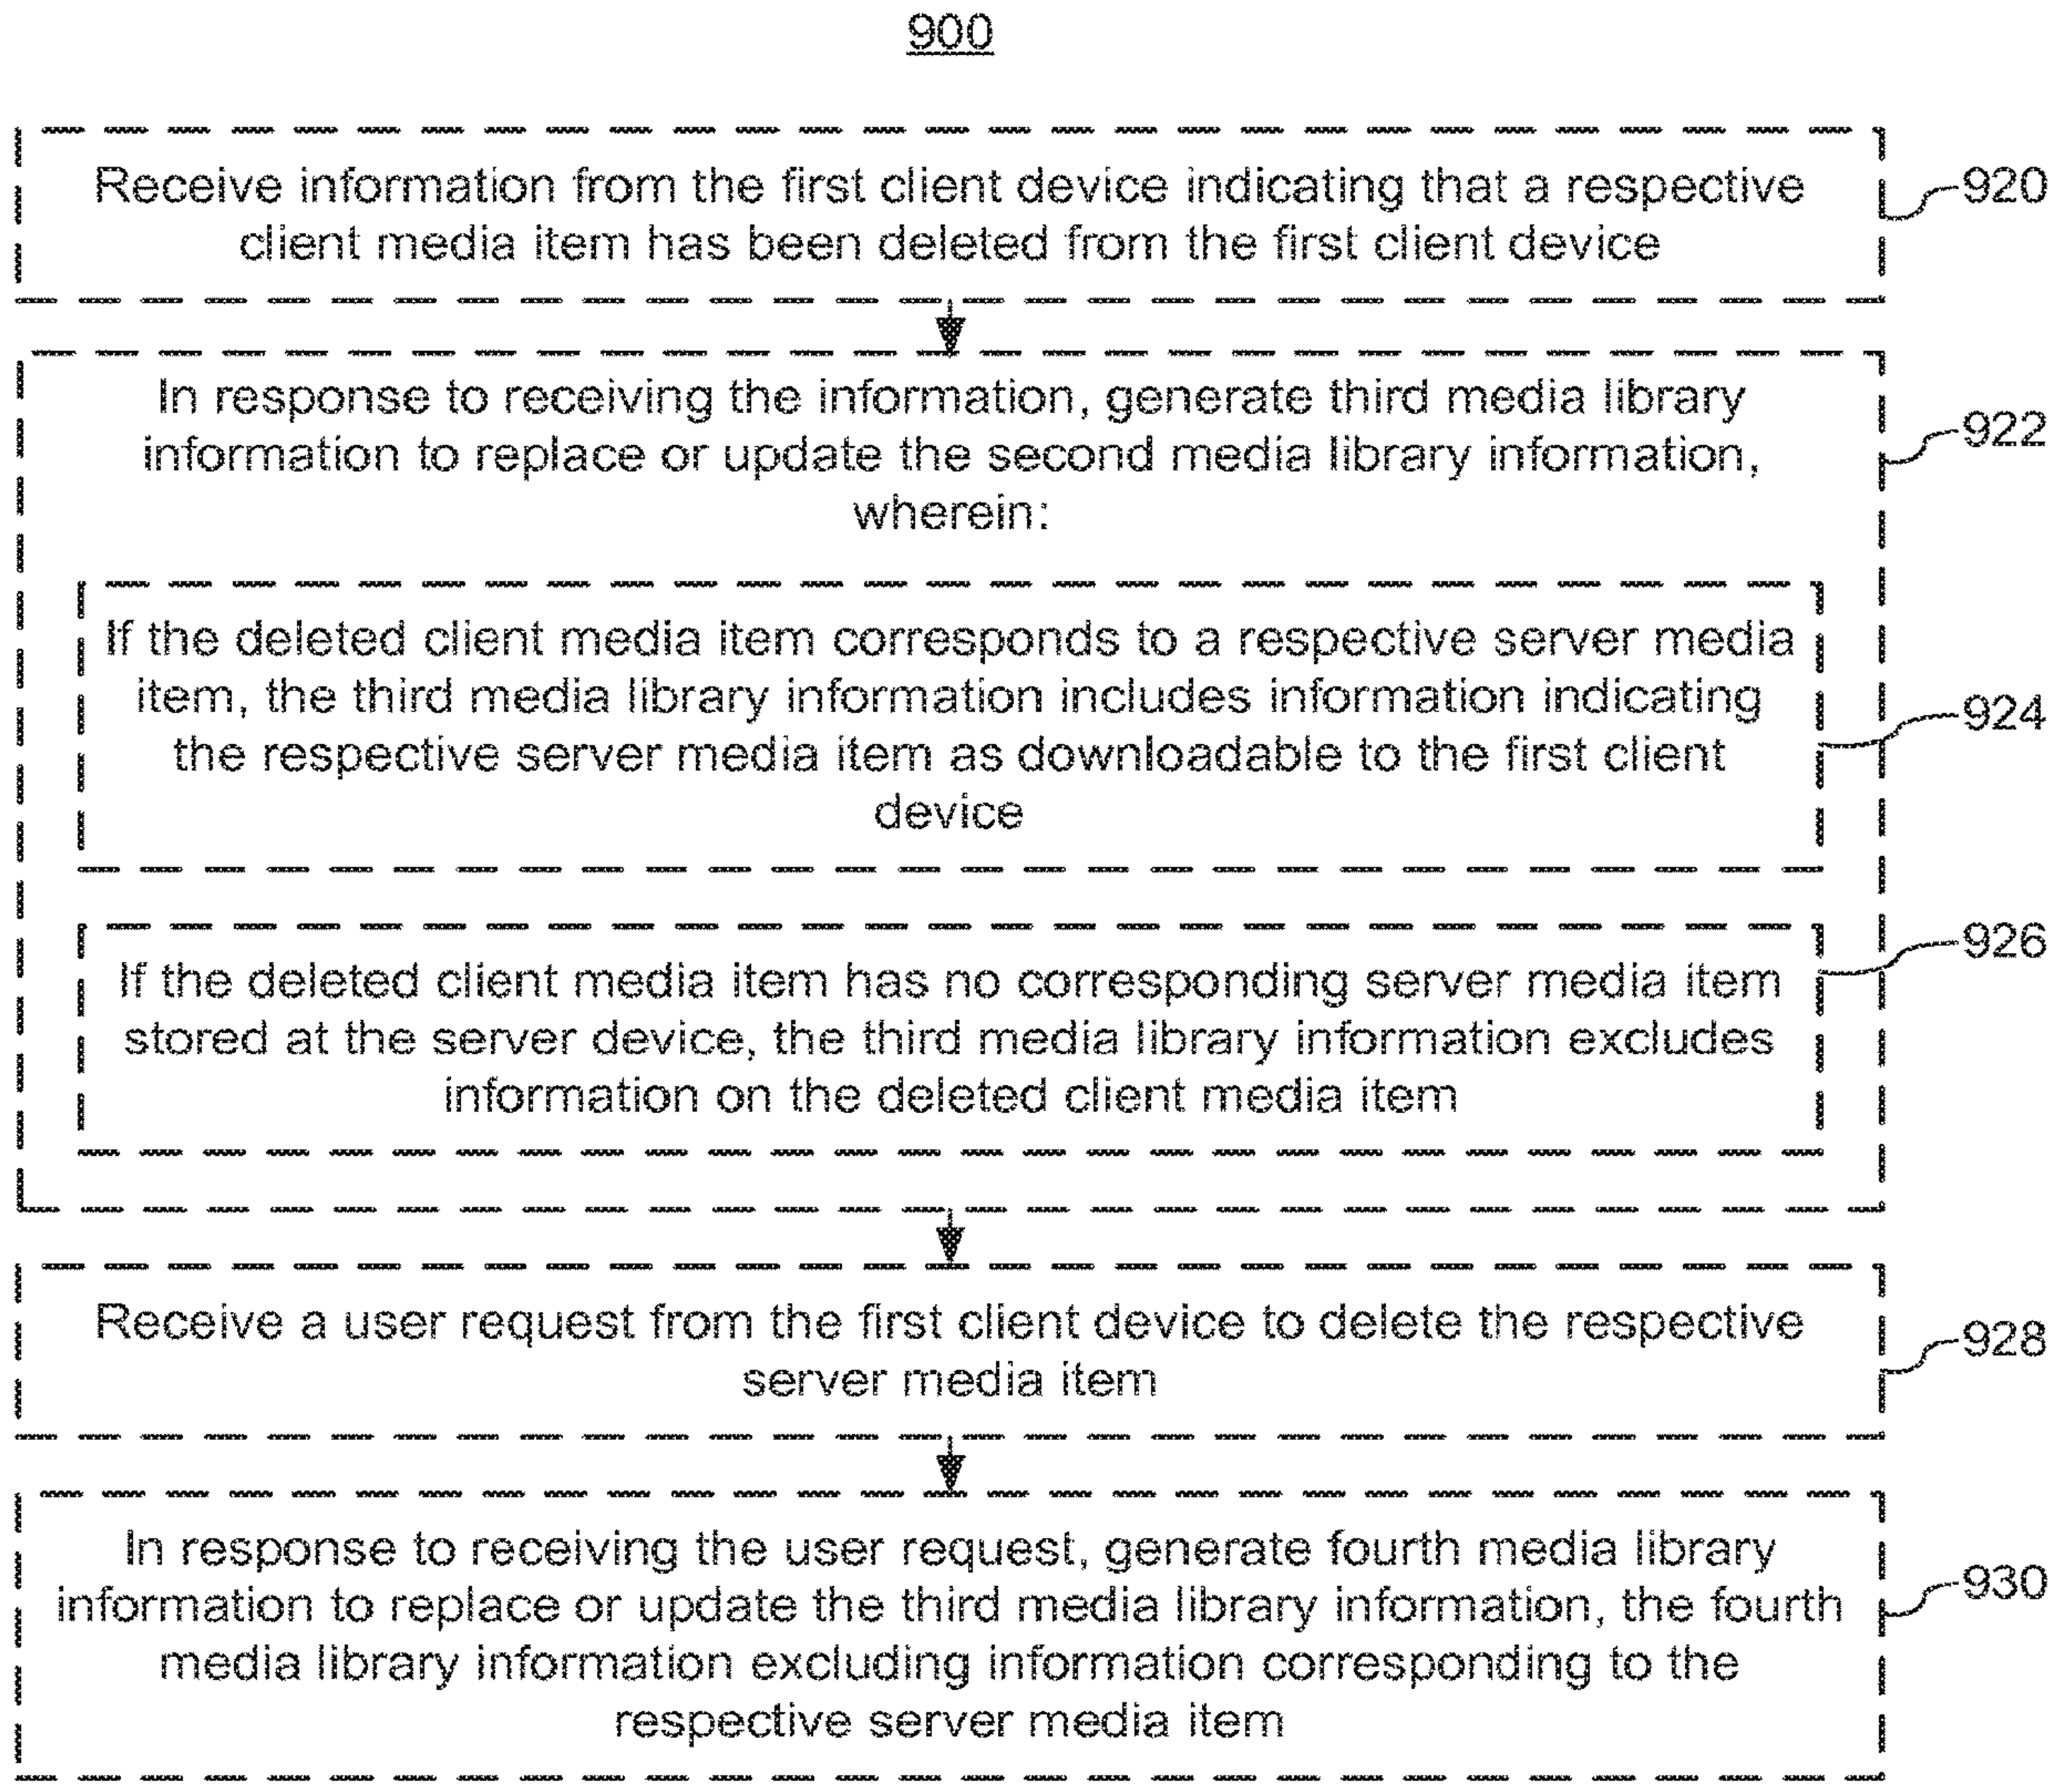 900
Receive information from the first client device indicating that a respective
client media item has been deleted from the first client device
920
In response to receiving the information, generate third media library
information to replace or update the second media library information,
wherein:
922
If the deleted client media item corresponds to a respective server media
item, the third media library information includes information indicating
the respective server media item as downloadable to the first client
device
924
If the deleted client media item has no corresponding server media item
stored at the server device, the third media library information excludes
information on the deleted client media item
926
Receive a user request from the first client device to delete the respective
server media item
928
In response to receiving the user request, generate fourth media library
information to replace or update the third media library information, the fourth
media library information excluding information corresponding to the
respective server media item
930